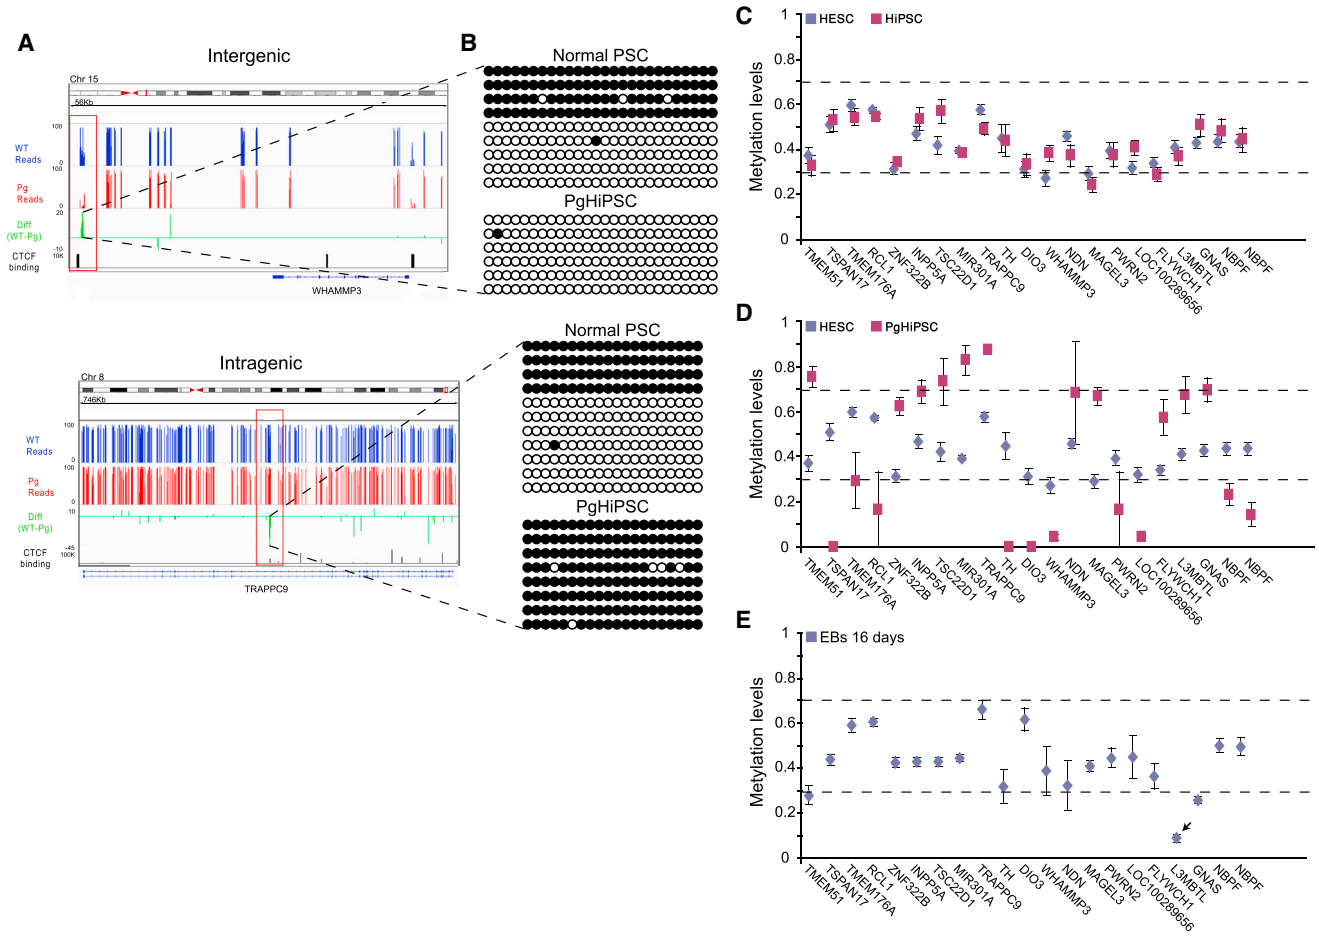 A
Intergenic
Chr 15
56Kb
100
WT
Reads
0
100
Pg
Reads
0
20
Diff
(WT-Pg)
-10
10K
CTCF
binding
WHAMMP3
Intragenic
Chr 8
746Kb
100
WT
Reads
0
100
Pg
Reads
0
10
Diff
(WT-Pg)
-45
100K
CTCF
binding
TRAPPC9
B
Normal PSC
PgHiPSC
Normal PSC
PgHiPSC
C
HESC HiPSC
Metylation levels
1
0.8
0.6
0.4
0.2
0
TMEM51
TSPAN17
TMEM176A
RCL1
ZNF322B
INPP5A
TSC22D1
MIR301A
TRAPPC9
TH
DIO3
WHAMMP3
NDN
MAGEL3
PWRN2
LOC100289656
FLYWCH1
L3MBTL
GNAS
NBPF
NBPF
D
HESC PgHiPSC
Metylation levels
1
0.8
0.6
0.4
0.2
0
TMEM51
TSPAN17
TMEM176A
RCL1
ZNF322B
INPP5A
TSC22D1
MIR301A
TRAPPC9
TH
DIO3
WHAMMP3
NDN
MAGEL3
PWRN2
LOC100289656
FLYWCH1
L3MBTL
GNAS
NBPF
NBPF
E
EBs 16 days
Metylation levels
1
0.8
0.6
0.4
0.2
0
TMEM51
TSPAN17
TMEM176A
RCL1
ZNF322B
INPP5A
TSC22D1
MIR301A
TRAPPC9
TH
DIO3
WHAMMP3
NDN
MAGEL3
PWRN2
LOC100289656
FLYWCH1
L3MBTL
GNAS
NBPF
NBPF